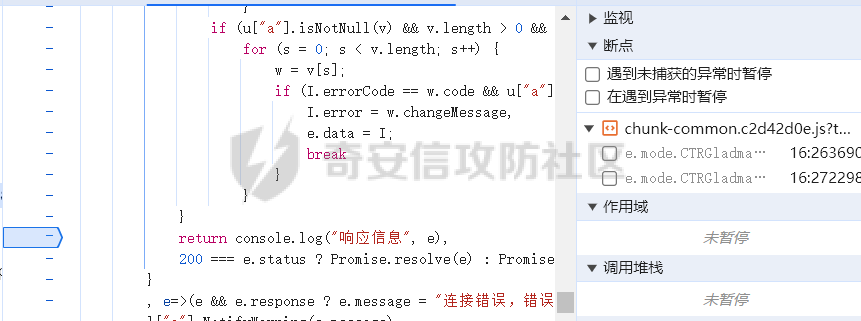 }
if (u["a"].isNotNull(v) && v.length > 0 &&
for (s = 0; s < v.length; s++) {
w = v[s];
if (I.errorCode == w.code && u["a"]
I.error = w.changeMessage,
e.data = I;
break
}
}
}
return console.log("响应信息", e),
200 === e.status ? Promise.resolve(e) : Promise
}
, e=>(e && e.response ? e.message = "连接错误，错误
监视
断点
遇到未捕获的异常时暂停
在遇到异常时暂停
chunk-common.c2d42d0e.js?t...
e.mode.CTRGladma… 16:263690
e.mode.CTRGladma… 16:272298
作用域
未暂停
调用堆栈
未暂停
奇安信攻防社区